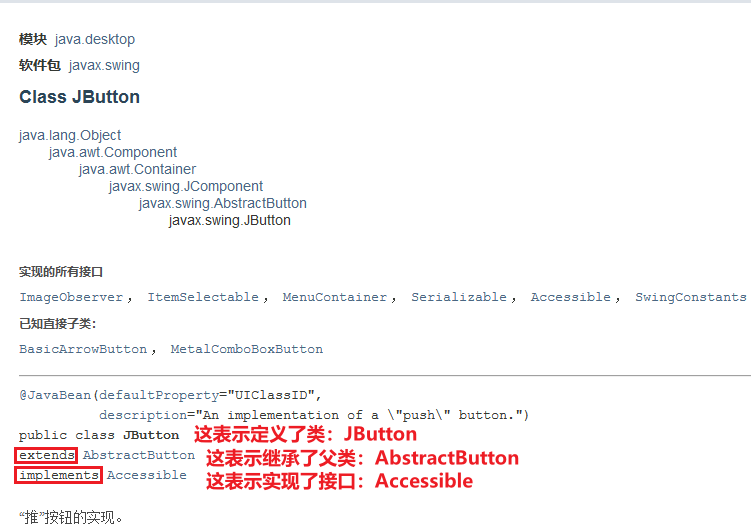 模块 java.desktop
软件包 javax.swing
Class JButton
java.lang.Object
java.awt.Component
java.awt.Container
javax.swing.JComponent
javax.swing.AbstractButton
javax.swing.JButton
实现的所有接口
ImageObserver， ItemSelectable， MenuContainer， Serializable， Accessible， SwingConstants
已知直接子类：
BasicArrowButton， MetalComboBoxButton
@JavaBean(defaultProperty="UIClassID",
description="An implementation of a \"push\" button.")
public class JButton 这表示定义了类：JButton
extends AbstractButton 这表示继承了父类：AbstractButton
implements Accessible 这表示实现了接口：Accessible
“推”按钮的实现。